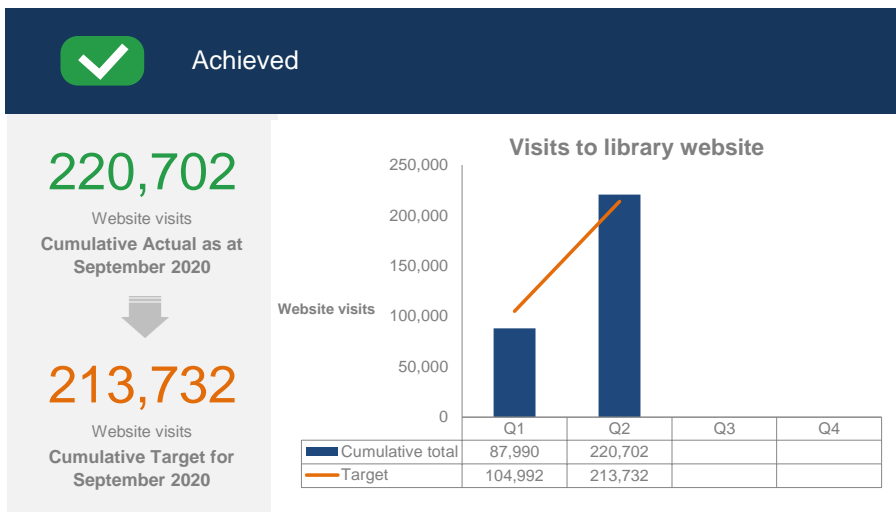 Achieved
220,702
Website visits
Cumulative Actual as at
September 2020
213,732
Website visits
Cumulative Target for
September 2020
Visits to library website
250,000
200,000
150,000
100,000
50,000
0
Website visits
Q1 Q2 Q3 Q4
Cumulative total 87,990 220,702
Target 104,992 213,732